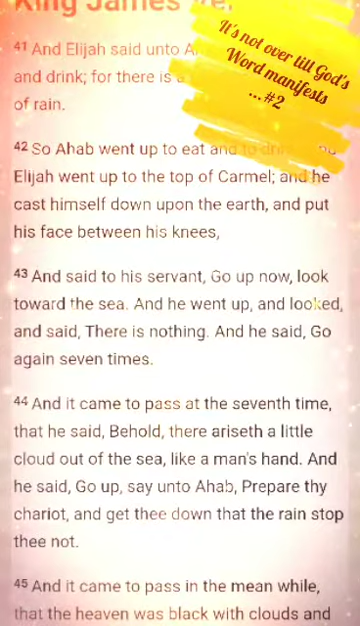 King James
41 And Elijah said unto
and drink; for there is a
of rain.
It's not over till God's
Word manifests
...#2
42 So Ahab went up to eat and to
Elijah went up to the top of Carmel; and he
cast himself down upon the earth, and put
his face between his knees,
43 And said to his servant, Go up now, look
toward the sea. And he went up, and looked,
and said, There is nothing. And he said, Go
again seven times.
44 And it came to pass at the seventh time,
that he said, Behold, there ariseth a little
cloud out of the sea, like a man's hand. And
he said, Go up, say unto Ahab, Prepare thy
chariot, and get thee down that the rain stop
thee not.
45 And it came to pass in the mean while,
that the heaven was black with clouds and